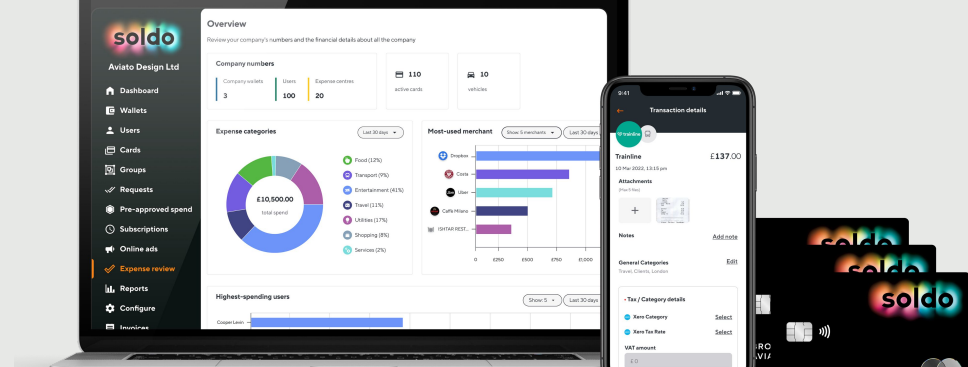 soldo
Aviato Design Ltd
Dashboard
Wallets
Users
Cards
Groups
Requests
Pre-approved spend
Subscriptions
Online ads
Expense review
Reports
Configure
Invoices
Overview
Review your company's numbers and the financial details about all the company
Company numbers
Company wallets
3
Users
100
Expense centres
20
110
active cards
10
vehicles
Expense categories
Last 30 days
£10,500.00
total spend
Food (12%)
Transport (9%)
Entertainment (41%)
Travel (11%)
Utilities (17%)
Shopping (8%)
Services (2%)
Most-used merchant
Show: 5 merchants
Last 30 days
Dropbox
Costa
Uber
Caffè Milano
ISHTAR REST...
0 £250 £500 £750 £1,000
Highest-spending users
Show: 5
Last 30 days
Cooper Levin
9:41
Transaction details
trainline
Trainline
£137.00
10 Mar 2022, 13:15 pm
Attachments
Notes
Add note
General Categories
Edit
Travel, Clients, London
- Tax / Category details
Xero Category
Select
Xero Tax Rate
Select
VAT amount
£ 0
soldo
soldo
soldo